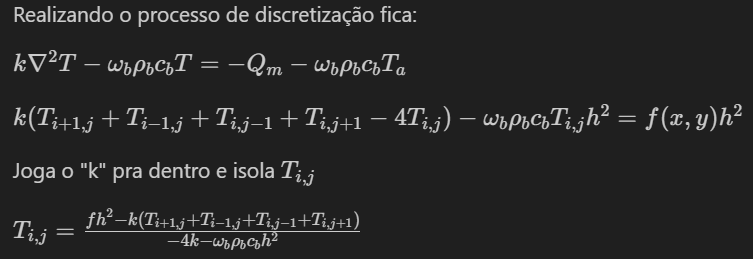 Realizando o processo de discretização fica:
k∇²T − ω_bρ_bc_bT = −Q_m − ω_bρ_bc_bT_a
k(T_{i+1,j} + T_{i−1,j} + T_{i,j−1} + T_{i,j+1} − 4T_{i,j}) − ω_bρ_bc_bT_{i,j}h² = f(x, y)h²
Joga o "k" pra dentro e isola T_{i,j}
T_{i,j} = \frac{fh²−k(T_{i+1,j}+T_{i−1,j}+T_{i,j−1}+T_{i,j+1})}{−4k−ω_bρ_bc_bh²}